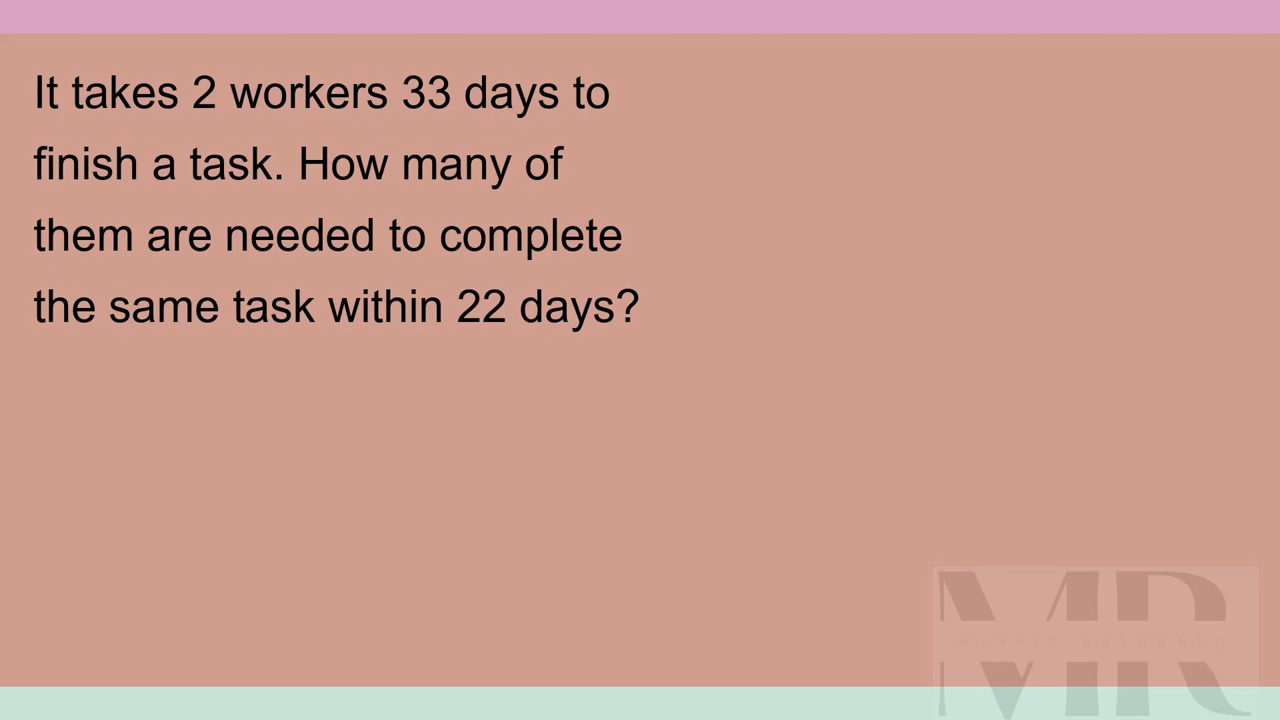 It takes 2 workers 33 days to
finish a task. How many of
them are needed to complete
the same task within 22 days?
MR